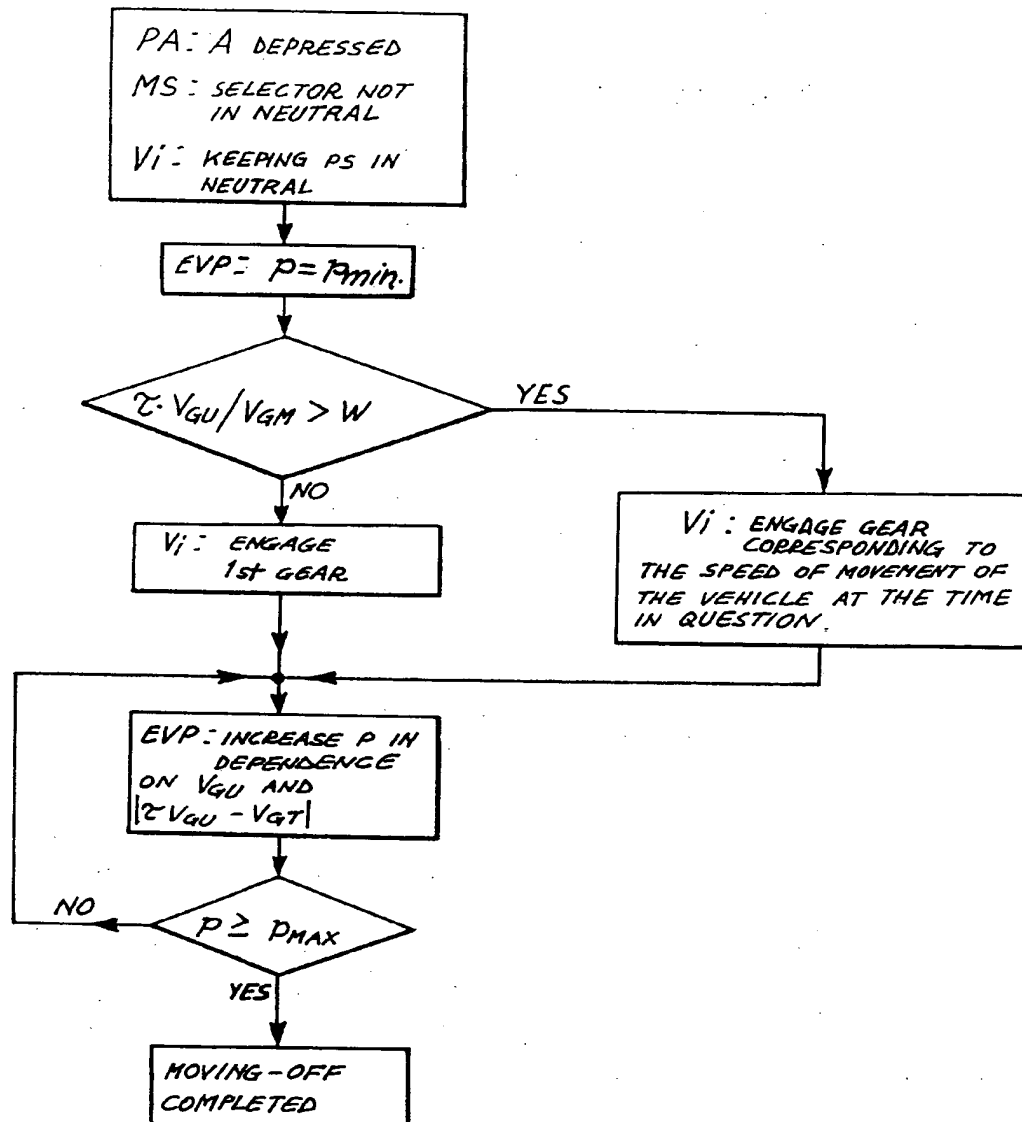 PA: A DEPRESSED
MS: SELECTOR NOT
IN NEUTRAL
Vi: KEEPING PS IN
NEUTRAL
EVP: p = pmin.
τ·VGU/VGM > W
YES
NO
Vi: ENGAGE
1st GEAR
Vi: ENGAGE GEAR
CORRESPONDING TO
THE SPEED OF MOVEMENT OF
THE VEHICLE AT THE TIME
IN QUESTION.
EVP: INCREASE P IN
DEPENDENCE
ON VGU AND
|τ VGU - VGT|
NO
p ≥ pMAX
YES
MOVING-OFF
COMPLETED